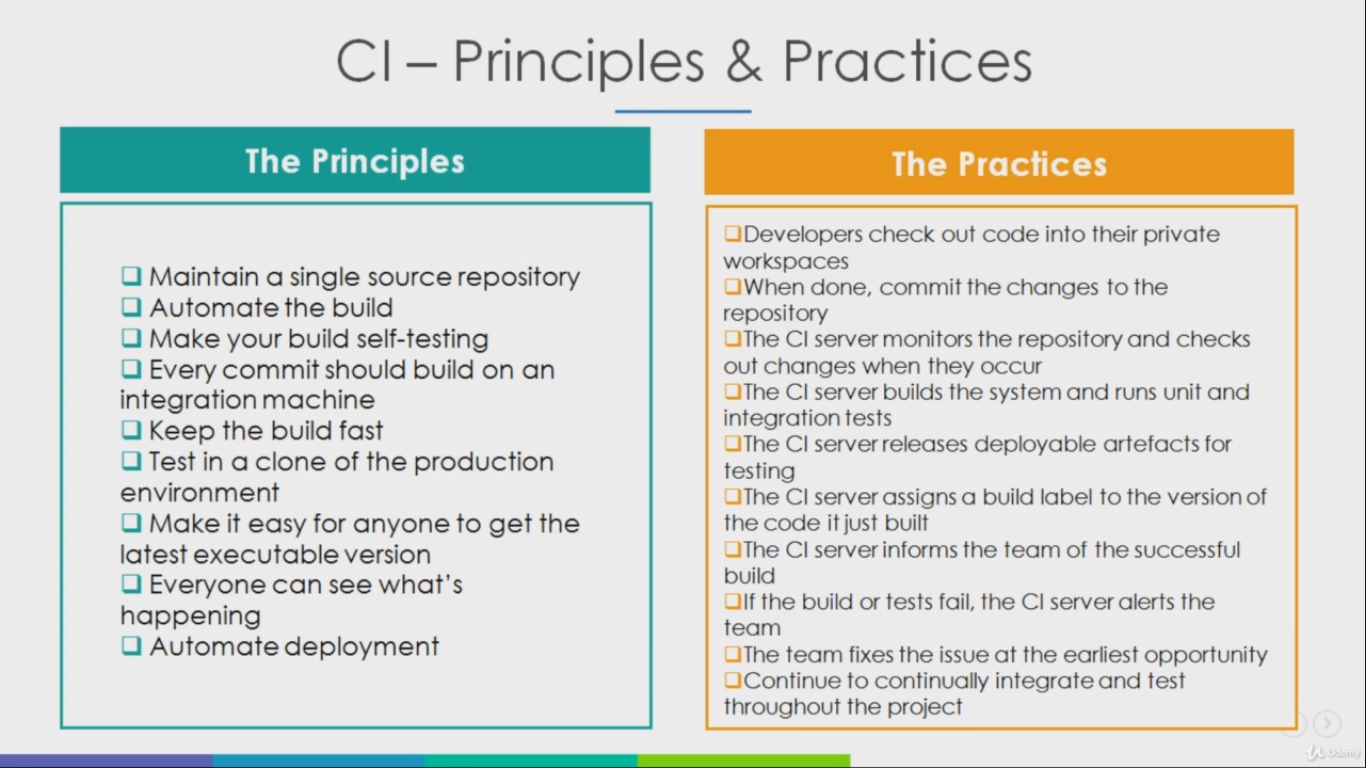 CI – Principles & Practices
The Principles
❑ Maintain a single source repository
❑ Automate the build
❑ Make your build self-testing
❑ Every commit should build on an
integration machine
❑ Keep the build fast
❑ Test in a clone of the production
environment
❑ Make it easy for anyone to get the
latest executable version
❑ Everyone can see what's
happening
❑ Automate deployment
The Practices
❑Developers check out code into their private
workspaces
❑When done, commit the changes to the
repository
❑The CI server monitors the repository and checks
out changes when they occur
❑The CI server builds the system and runs unit and
integration tests
❑The CI server releases deployable artefacts for
testing
❑The CI server assigns a build label to the version of
the code it just built
❑The CI server informs the team of the successful
build
❑If the build or tests fail, the CI server alerts the
team
❑The team fixes the issue at the earliest opportunity
❑Continue to continually integrate and test
throughout the project
Udemy